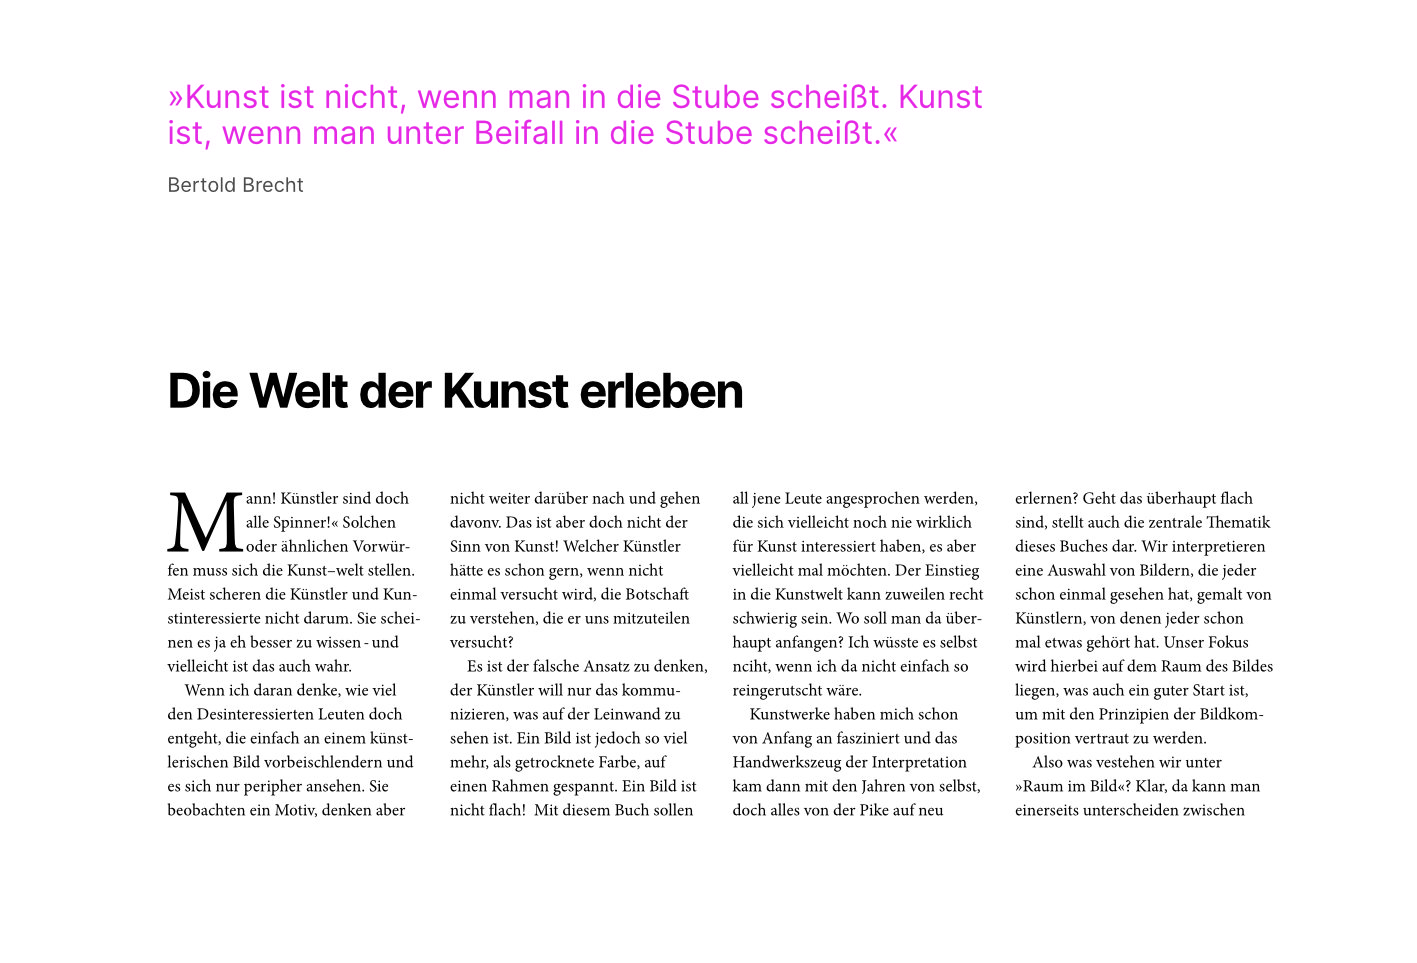 »Kunst ist nicht, wenn man in die Stube scheißt. Kunst
ist, wenn man unter Beifall in die Stube scheißt.«
Bertold Brecht
Die Welt der Kunst erleben
Mann! Künstler sind doch
alle Spinner!« Solchen
oder ähnlichen Vorwür-
fen muss sich die Kunst–welt stellen.
Meist scheren die Künstler und Kun-
stinteressierte nicht darum. Sie schei-
nen es ja eh besser zu wissen - und
vielleicht ist das auch wahr.
Wenn ich daran denke, wie viel
den Desinteressierten Leuten doch
entgeht, die einfach an einem künst-
lerischen Bild vorbeischlendern und
es sich nur peripher ansehen. Sie
beobachten ein Motiv, denken aber
nicht weiter darüber nach und gehen
davonv. Das ist aber doch nicht der
Sinn von Kunst! Welcher Künstler
hätte es schon gern, wenn nicht
einmal versucht wird, die Botschaft
zu verstehen, die er uns mitzuteilen
versucht?
Es ist der falsche Ansatz zu denken,
der Künstler will nur das kommu-
nizieren, was auf der Leinwand zu
sehen ist. Ein Bild ist jedoch so viel
mehr, als getrocknete Farbe, auf
einen Rahmen gespannt. Ein Bild ist
nicht flach!  Mit diesem Buch sollen
all jene Leute angesprochen werden,
die sich vielleicht noch nie wirklich
für Kunst interessiert haben, es aber
vielleicht mal möchten. Der Einstieg
in die Kunstwelt kann zuweilen recht
schwierig sein. Wo soll man da über-
haupt anfangen? Ich wüsste es selbst
nciht, wenn ich da nicht einfach so
reingerutscht wäre.
Kunstwerke haben mich schon
von Anfang an fasziniert und das
Handwerkszeug der Interpretation
kam dann mit den Jahren von selbst,
doch alles von der Pike auf neu
erlernen? Geht das überhaupt flach
sind, stellt auch die zentrale Thematik
dieses Buches dar. Wir interpretieren
eine Auswahl von Bildern, die jeder
schon einmal gesehen hat, gemalt von
Künstlern, von denen jeder schon
mal etwas gehört hat. Unser Fokus
wird hierbei auf dem Raum des Bildes
liegen, was auch ein guter Start ist,
um mit den Prinzipien der Bildkom-
position vertraut zu werden.
Also was vestehen wir unter
»Raum im Bild«? Klar, da kann man
einerseits unterscheiden zwischen